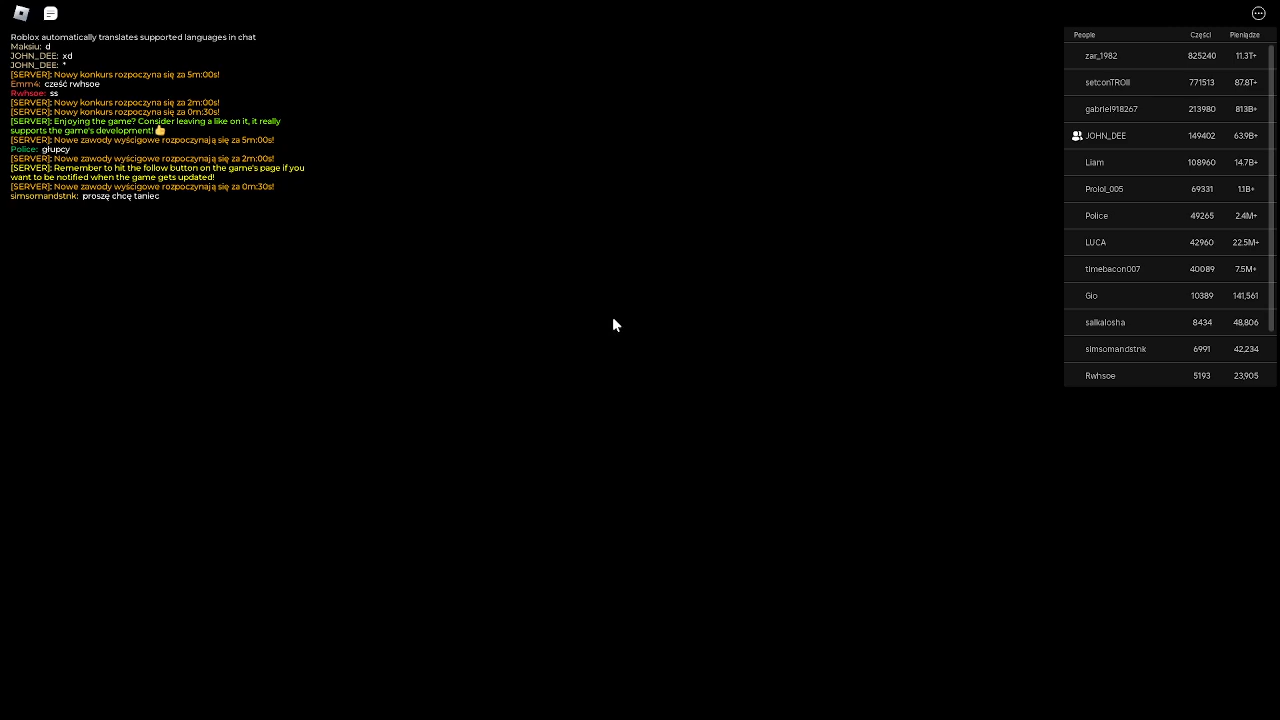 Roblox automatically translates supported languages in chat
Maksiu: d
JOHN_DEE: xd
JOHN_DEE: *
[SERVER]: Nowy konkurs rozpoczyna się za 5m:00s!
Emm4: cześć rwhsoe
Rwhsoe: ss
[SERVER]: Nowy konkurs rozpoczyna się za 2m:00s!
[SERVER]: Nowy konkurs rozpoczyna się za 0m:30s!
[SERVER]: Enjoying the game? Consider leaving a like on it, it really
supports the game's development!👍
[SERVER]: Nowe zawody wyścigowe rozpoczynają się za 5m:00s!
Police: głupcy
[SERVER]: Nowe zawody wyścigowe rozpoczynają się za 2m:00s!
[SERVER]: Remember to hit the follow button on the game's page if you
want to be notified when the game gets updated!
[SERVER]: Nowe zawody wyścigowe rozpoczynają się za 0m:30s!
simsomandstnk: proszę chcę taniec
People Części Pieniądze
zar_1982 825240 11.3T+
setconTROll 771513 87.8T+
gabriel918267 213980 813B+
JOHN_DEE 149402 63.9B+
Liam 108960 14.7B+
Prolol_005 69331 1.1B+
Police 49265 2.4M+
LUCA 42960 22.5M+
timebacon007 40089 7.5M+
Gio 10389 141,561
salkalosha 8434 48,806
simsomandstnk 6991 42,234
Rwhsoe 5193 23,905